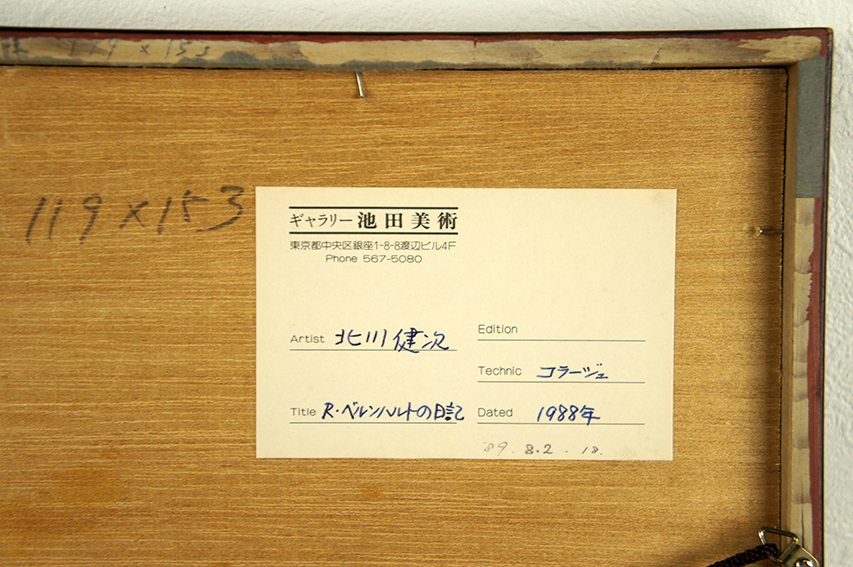 119 x 153
119 x 153
ギャラリー 池田美術
東京都中央区銀座1-8-8渡辺ビル4F
Phone 567-5080
Artist 北川健次
Edition
Technic コラージュ
Title R・ベルンハルトの日記
Dated 1988年
'89. 8.2. 18.